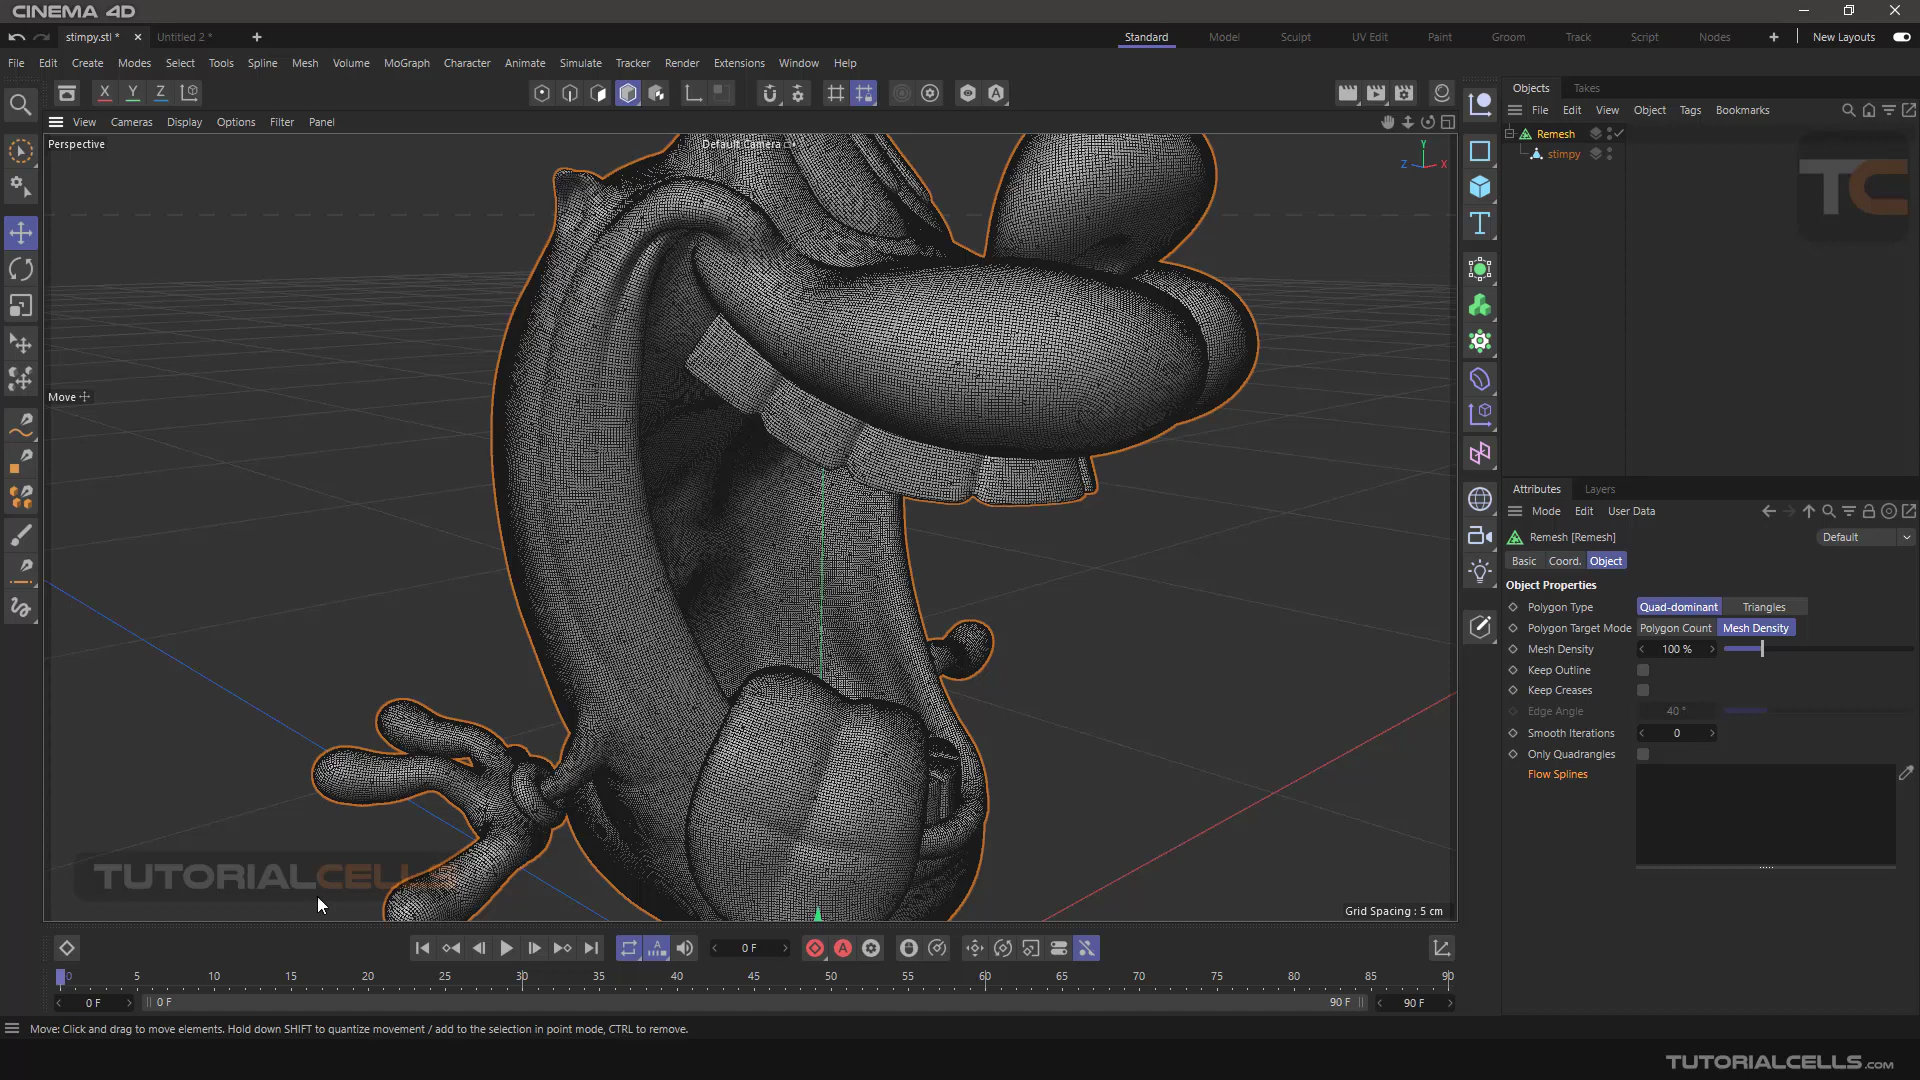 CINEMA 4D
stimpy.stl *
Untitled 2 *
Standard Model Sculpt UV Edit Paint Groom Track Script Nodes New Layouts
File Edit Create Modes Select Tools Spline Mesh Volume MoGraph Character Animate Simulate Tracker Render Extensions Window Help
X Y Z
View Cameras Display Options Filter Panel
Perspective
Default Camera
Y
Z X
Move
Grid Spacing : 5 cm
TUTORIALCELLS
Objects Takes
File Edit View Object Tags Bookmarks
Remesh
stimpy
TC
Attributes Layers
Mode Edit User Data
Remesh [Remesh]
Default
Basic Coord. Object
Object Properties
Polygon Type Quad-dominant Triangles
Polygon Target Mode Polygon Count Mesh Density
Mesh Density 100 %
Keep Outline
Keep Creases
Edge Angle 40 °
Smooth Iterations 0
Only Quadrangles
Flow Splines
0 F
0 5 10 15 20 25 30 35 40 45 50 55 60 65 70 75 80 85 90
0 F 0 F 90 F 90 F
Move: Click and drag to move elements. Hold down SHIFT to quantize movement / add to the selection in point mode, CTRL to remove.
TUTORIALCELLS.com